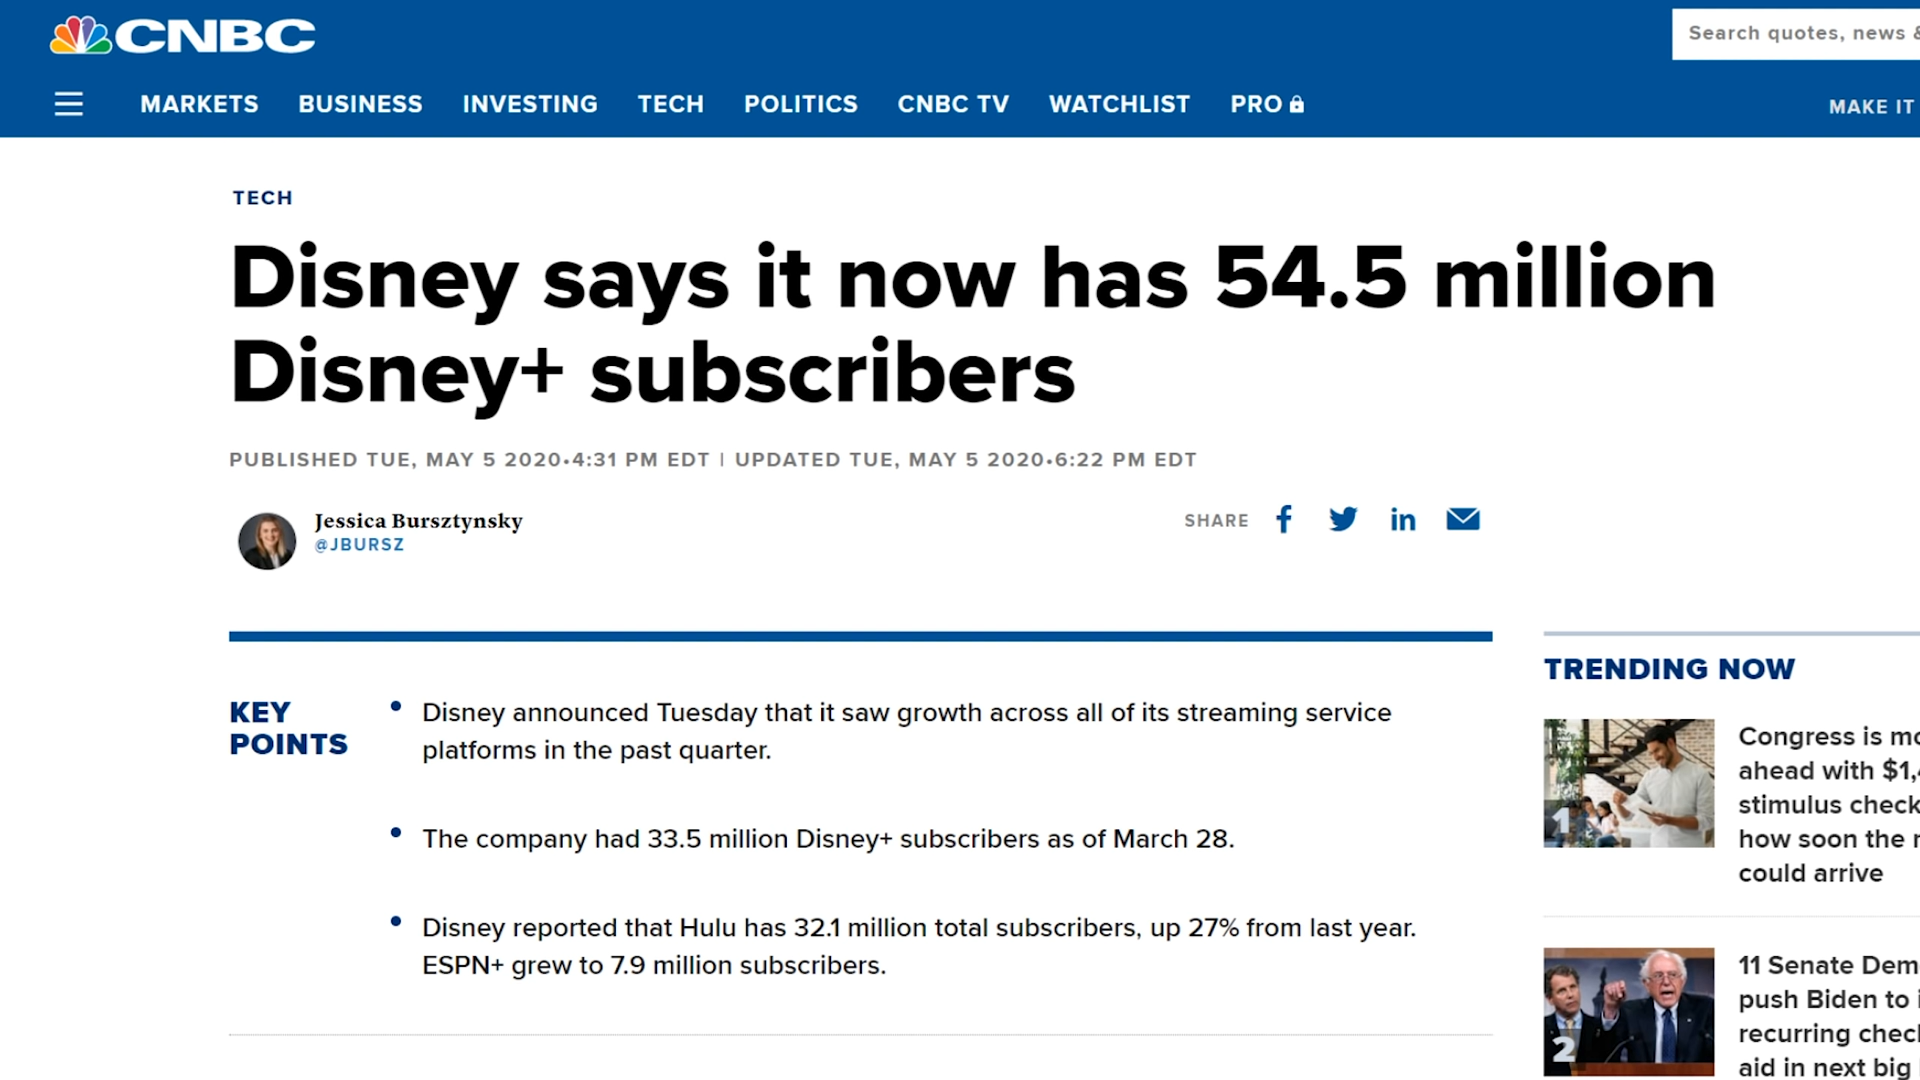 CNBC
Search quotes, news &
MARKETS BUSINESS INVESTING TECH POLITICS CNBC TV WATCHLIST PRO
MAKE IT
TECH
Disney says it now has 54.5 million
Disney+ subscribers
PUBLISHED TUE, MAY 5 2020•4:31 PM EDT | UPDATED TUE, MAY 5 2020•6:22 PM EDT
Jessica Bursztynsky
@JBURSZ
SHARE
KEY
POINTS
Disney announced Tuesday that it saw growth across all of its streaming service
platforms in the past quarter.
The company had 33.5 million Disney+ subscribers as of March 28.
Disney reported that Hulu has 32.1 million total subscribers, up 27% from last year.
ESPN+ grew to 7.9 million subscribers.
TRENDING NOW
1
Congress is
ahead with
stimulus check
how soon the
could arrive
2
11 Senate
push Biden to
recurring
aid in next big